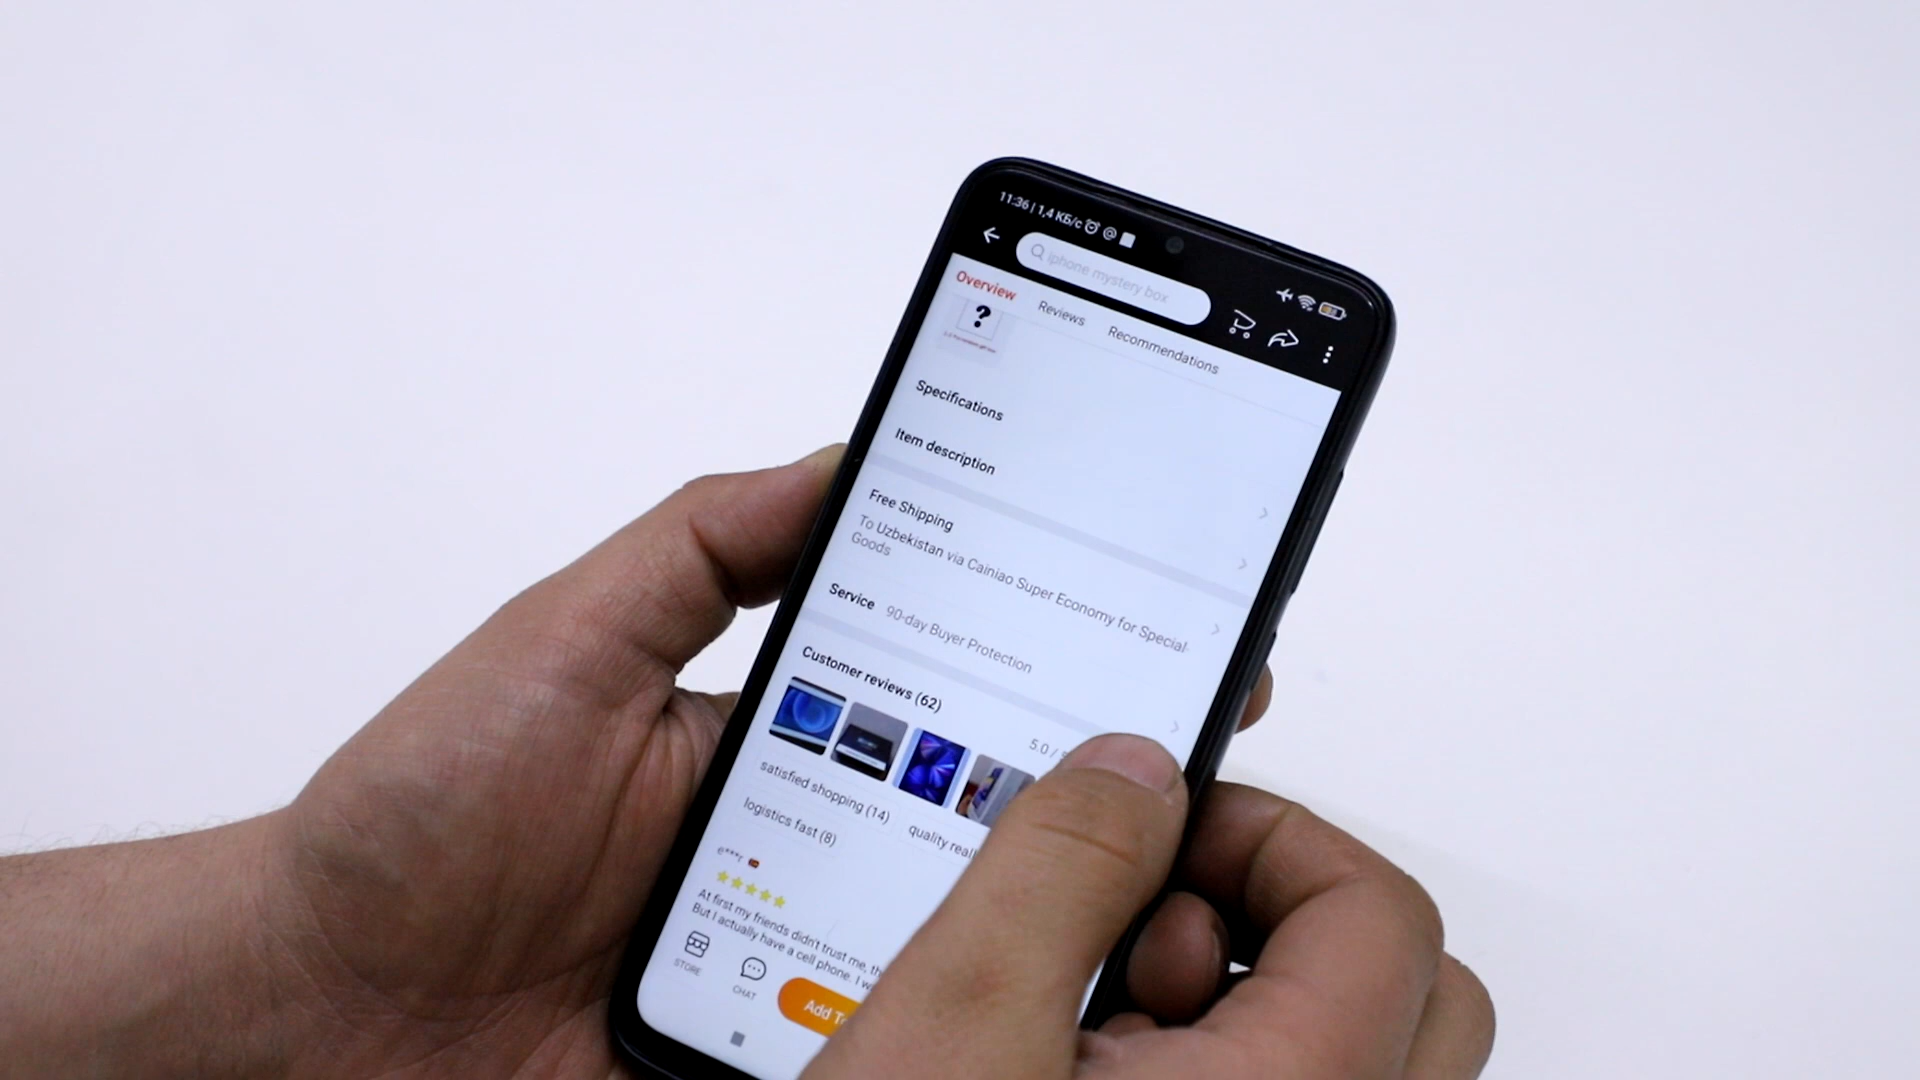 11:36 | 1,4 КБ/с
iphone mystery box
Overview
Reviews
Recommendations
?
Specifications
Item description
Free Shipping
To Uzbekistan via Cainiao Super Economy for Special
Goods
Service 90-day Buyer Protection
Customer reviews (62)
5.0 /
satisfied shopping (14)
quality
logistics fast (8)
e***r
At first my friends didn't trust me,
But I actually have a cell phone. I
STORE
CHAT
Add